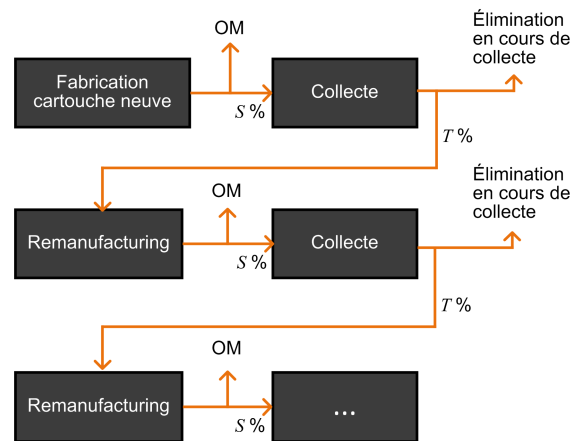 OM
Élimination
en cours de
collecte
Fabrication
cartouche neuve
Collecte
S %
T %
OM
Élimination
en cours de
collecte
Remanufacturing
Collecte
S %
T %
OM
Remanufacturing
...
S %